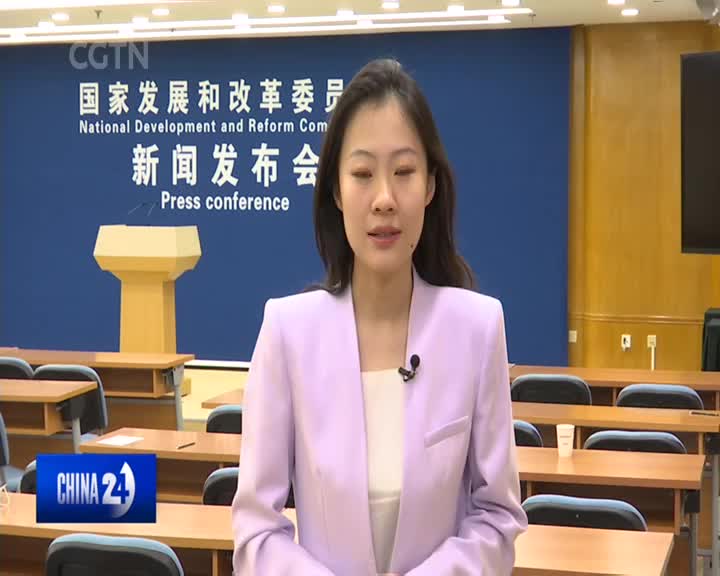 CGTN
国家发展和改革委员
National Development and Reform Com
新闻发布会
Press conference
CHINA 24